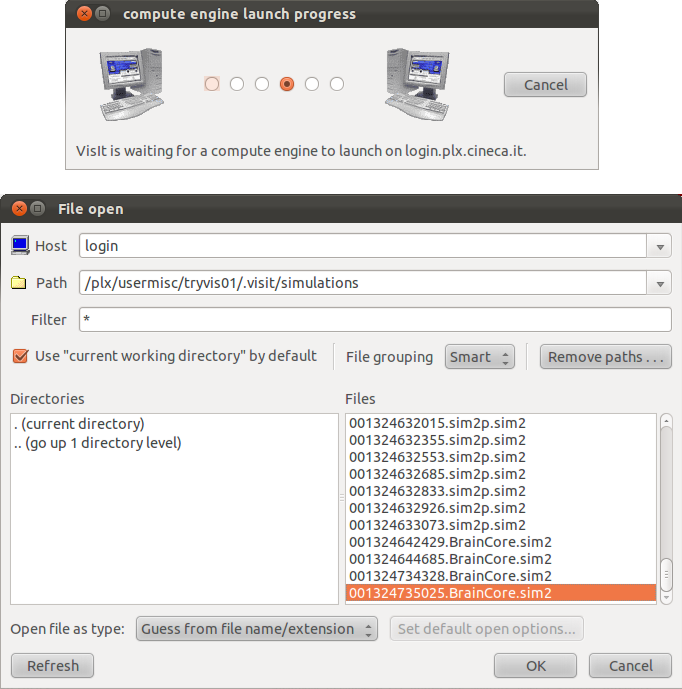 compute engine launch progress
Cancel
VisIt is waiting for a compute engine to launch on login.plx.cineca.it.
File open
Host login
Path /plx/usermisc/tryvis01/.visit/simulations
Filter *
Use "current working directory" by default File grouping Smart Remove paths . . .
Directories Files
. (current directory)
.. (go up 1 directory level)
001324632015.sim2p.sim2
001324632355.sim2p.sim2
001324632553.sim2p.sim2
001324632685.sim2p.sim2
001324632833.sim2p.sim2
001324632926.sim2p.sim2
001324633073.sim2p.sim2
001324642429.BrainCore.sim2
001324644685.BrainCore.sim2
001324734328.BrainCore.sim2
001324735025.BrainCore.sim2
Open file as type: Guess from file name/extension Set default open options...
Refresh OK Cancel